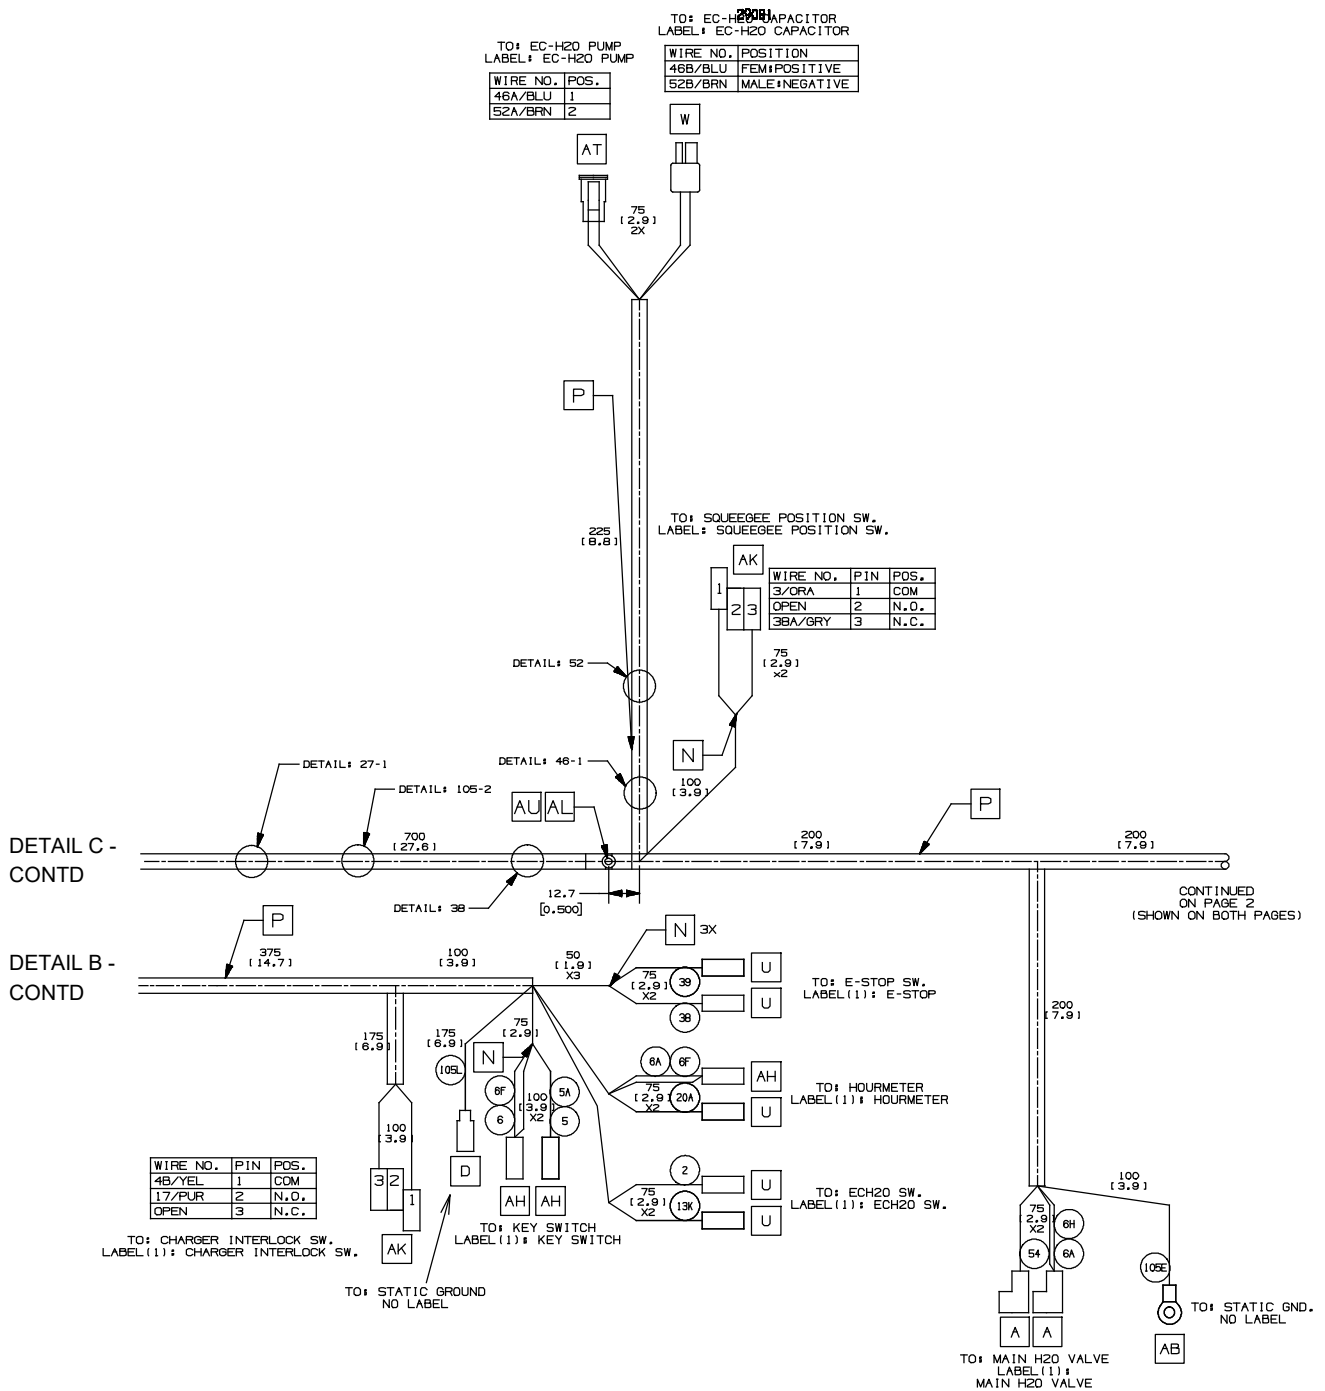 TO: EC-H2O CAPACITOR
LABEL: EC-H2O CAPACITOR
WIRE NO. POSITION
46B/BLU FEM:POSITIVE
52B/BRN MALE:NEGATIVE
W
TO: EC-H2O PUMP
LABEL: EC-H2O PUMP
WIRE NO. POS.
46A/BLU 1
52A/BRN 2
AT
75
[2.9]
2X
P
225
[8.8]
TO: SQUEEGEE POSITION SW.
LABEL: SQUEEGEE POSITION SW.
AK
1
2 3
WIRE NO. PIN POS.
3/ORA 1 COM
OPEN 2 N.O.
38A/GRY 3 N.C.
75
[2.9]
x2
DETAIL: 52
N
100
[3.9]
DETAIL: 46-1
DETAIL: 27-1
DETAIL: 105-2
AU AL
P
DETAIL C -
CONTD
700
[27.6]
200
[7.9]
200
[7.9]
DETAIL: 38
12.7
[0.500]
CONTINUED
ON PAGE 2
(SHOWN ON BOTH PAGES)
DETAIL B -
CONTD
P
375
[14.7]
100
[3.9]
50
[1.9]
X3
N 3X
75
[2.9]
X2
39
38
U
U
TO: E-STOP SW.
LABEL(1): E-STOP
175
[6.9]
175
[6.9]
75
[2.9]
N
105L
6F
6
100
[3.9]
X2
5A
5
6A 6F
75
[2.9]
X2
20A
AH
U
TO: HOURMETER
LABEL(1): HOURMETER
200
[7.9]
100
[3.9]
3 2
1
WIRE NO. PIN POS.
4B/YEL 1 COM
17/PUR 2 N.O.
OPEN 3 N.C.
TO: CHARGER INTERLOCK SW.
LABEL(1): CHARGER INTERLOCK SW.
AK
D
TO: STATIC GROUND
NO LABEL
AH AH
TO: KEY SWITCH
LABEL(1): KEY SWITCH
2
75
[2.9]
X2
13K
U
U
TO: ECH2O SW.
LABEL(1): ECH2O SW.
100
[3.9]
75
[2.9]
X2
54
6H
6A
105E
A A
TO: MAIN H2O VALVE
LABEL(1):
MAIN H2O VALVE
TO: STATIC GND.
NO LABEL
AB